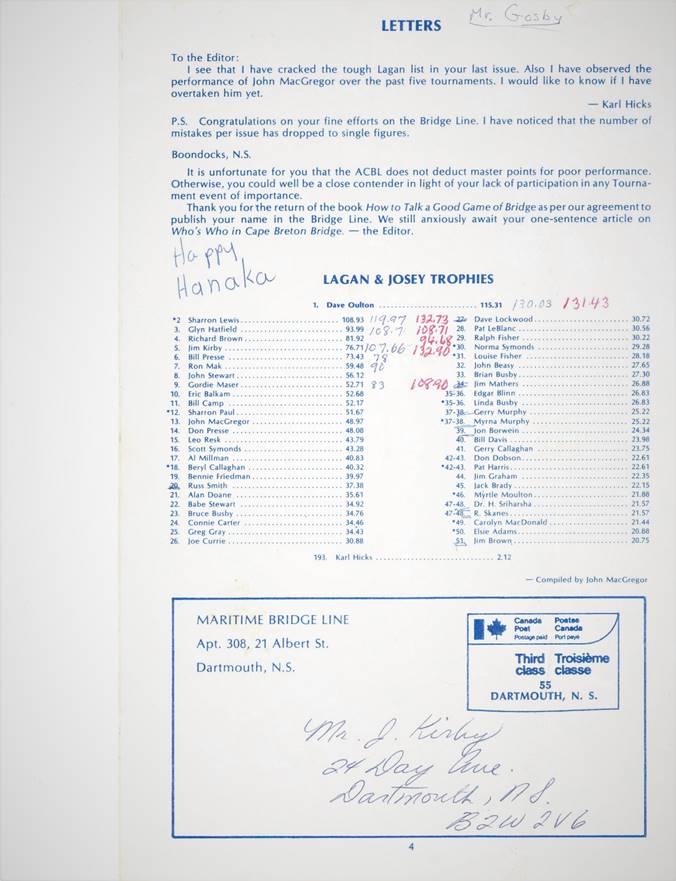 Mr. Gosby
LETTERS
To the Editor:
I see that I have cracked the tough Lagan list in your last issue. Also I have observed the
performance of John MacGregor over the past five tournaments. I would like to know if I have
overtaken him yet.
— Karl Hicks
P.S. Congratulations on your fine efforts on the Bridge Line. I have noticed that the number of
mistakes per issue has dropped to single figures.
Boondocks, N.S.
It is unfortunate for you that the ACBL does not deduct master points for poor performance.
Otherwise, you could well be a close contender in light of your lack of participation in any Tourna-
ment event of importance.
Thank you for the return of the book How to Talk a Good Game of Bridge as per our agreement to
publish your name in the Bridge Line. We still anxiously await your one-sentence article on
Who's Who in Cape Breton Bridge. — the Editor.
Happy
Hanaka
LAGAN & JOSEY TROPHIES
1. Dave Oulton 115.31 130.03 131.43
*2 Sharron Lewis 108.93 119.97 132.73
3. Glyn Hatfield 93.99 108.7 108.71
4. Richard Brown 81.92 94.68
5. Jim Kirby 76.71 107.66 132.90
6. Bill Presse 73.43 78
7. Ron Mak 59.48 90
8. John Stewart 56.12
9. Gordie Maser 52.71 83 108.90
10. Eric Balkam 52.68
11. Bill Camp 52.17
*12. Sharron Paul 51.67
13. John MacGregor 48.97
14. Don Presse 48.08
15. Leo Resk 43.79
16. Scott Symonds 43.28
17. Al Millman 40.83
*18. Beryl Callaghan 40.32
19. Bennie Friedman 39.97
20. Russ Smith 37.38
21. Alan Doane 35.61
22. Babe Stewart 34.92
23. Bruce Busby 34.76
24. Connie Carter 34.46
25. Greg Gray 34.43
26. Joe Currie 30.88
27. Dave Lockwood 30.72
28. Pat LeBlanc 30.56
29. Ralph Fisher 30.22
*30. Norma Symonds 29.28
*31. Louise Fisher 28.18
32. John Beasy 27.65
33. Brian Busby 27.30
34. Jim Mathers 26.88
35-36. Edgar Blinn 26.83
*35-36. Linda Busby 26.83
37-38. Gerry Murphy 25.22
*37-38. Myrna Murphy 25.22
39. Jon Borwein 24.34
40. Bill Davis 23.98
41. Gerry Callaghan 23.75
42-43. Don Dobson 22.61
*42-43. Pat Harris 22.61
44. Jim Graham 22.35
45. Jack Brady 22.15
*46. Myrtle Moulton 21.88
47-48. Dr. H. Sriharsha 21.57
47-48. R. Skanes 21.57
*49. Carolyn MacDonald 21.44
*50. Elsie Adams 20.88
51. Jim Brown 20.75
193. Karl Hicks 2.12
— Compiled by John MacGregor
MARITIME BRIDGE LINE
Apt. 308, 21 Albert St.
Dartmouth, N.S.
Canada Postes
Post Canada
Postage paid Port payé
Third Troisième
class classe
55
DARTMOUTH, N. S.
Mr. J. Kirby
24 Day Ave.
Dartmouth, N.S.
B2W 2V6
4